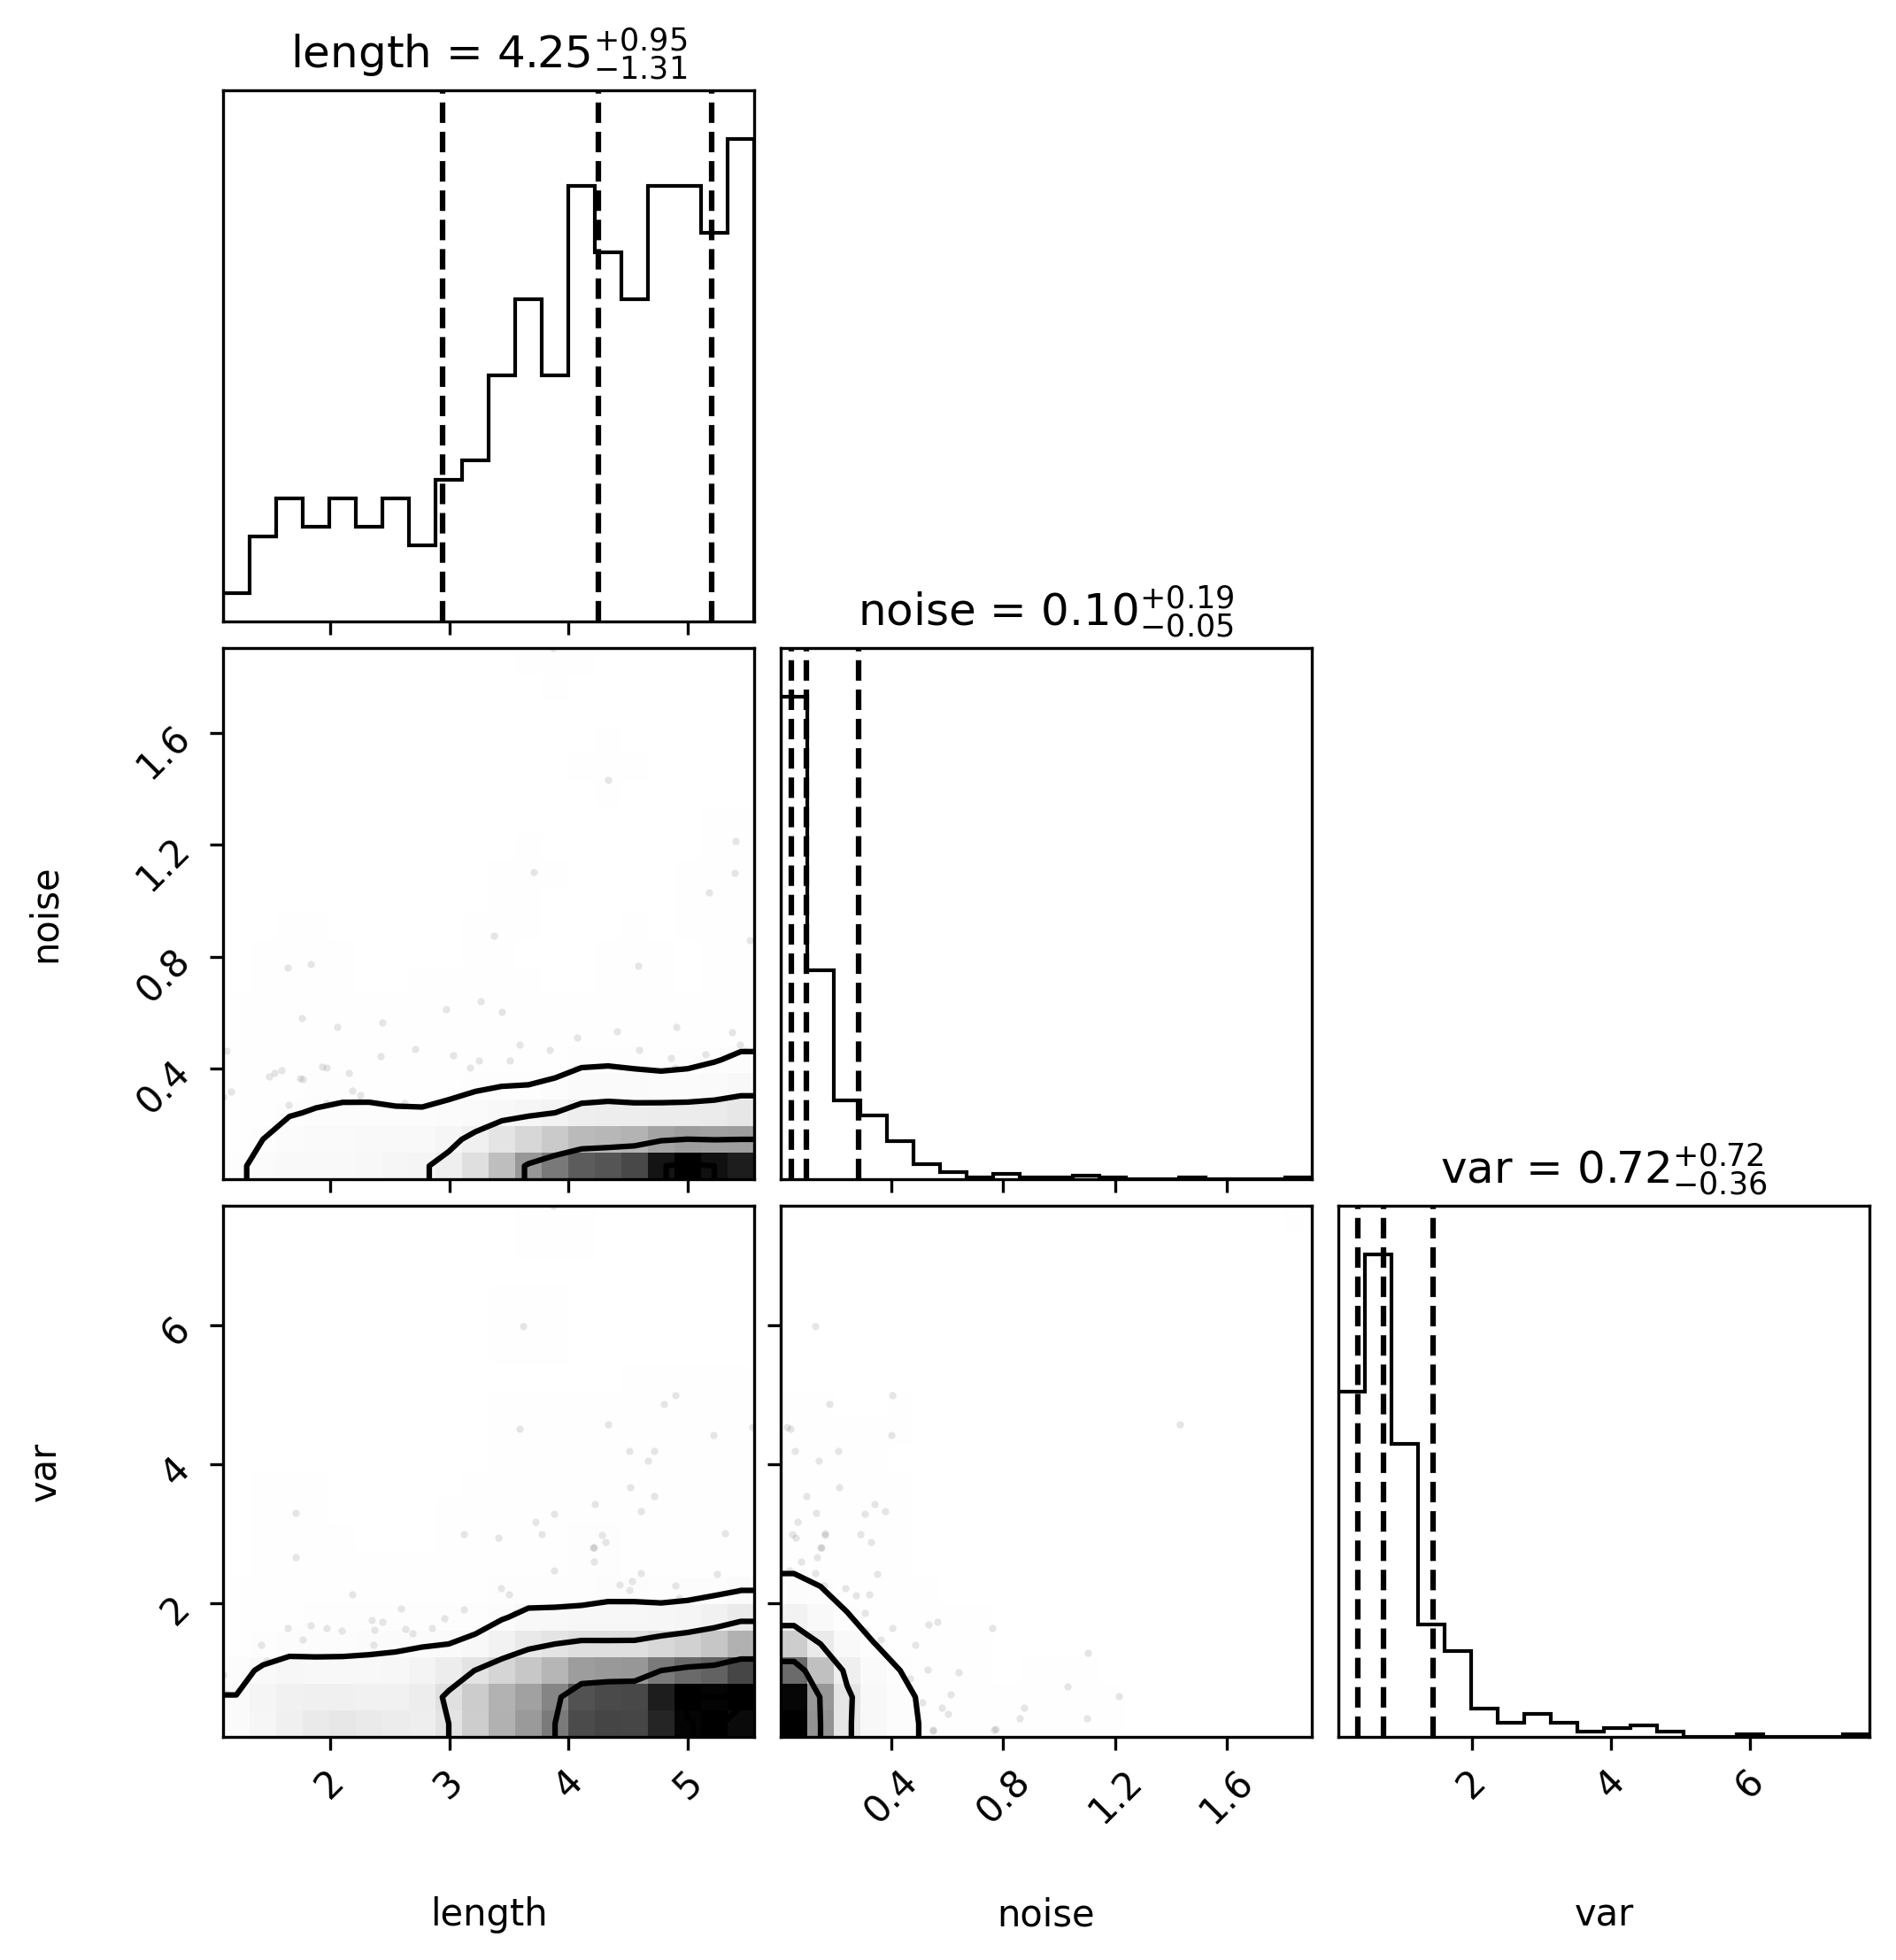 length = 4.25+0.95−1.31
noise = 0.10+0.19−0.05
1.6
1.2
0.8
0.4
noise
var = 0.72+0.72−0.36
6
4
2
var
2 3 4 5 0.4 0.8 1.2 1.6 2 4 6
length noise var